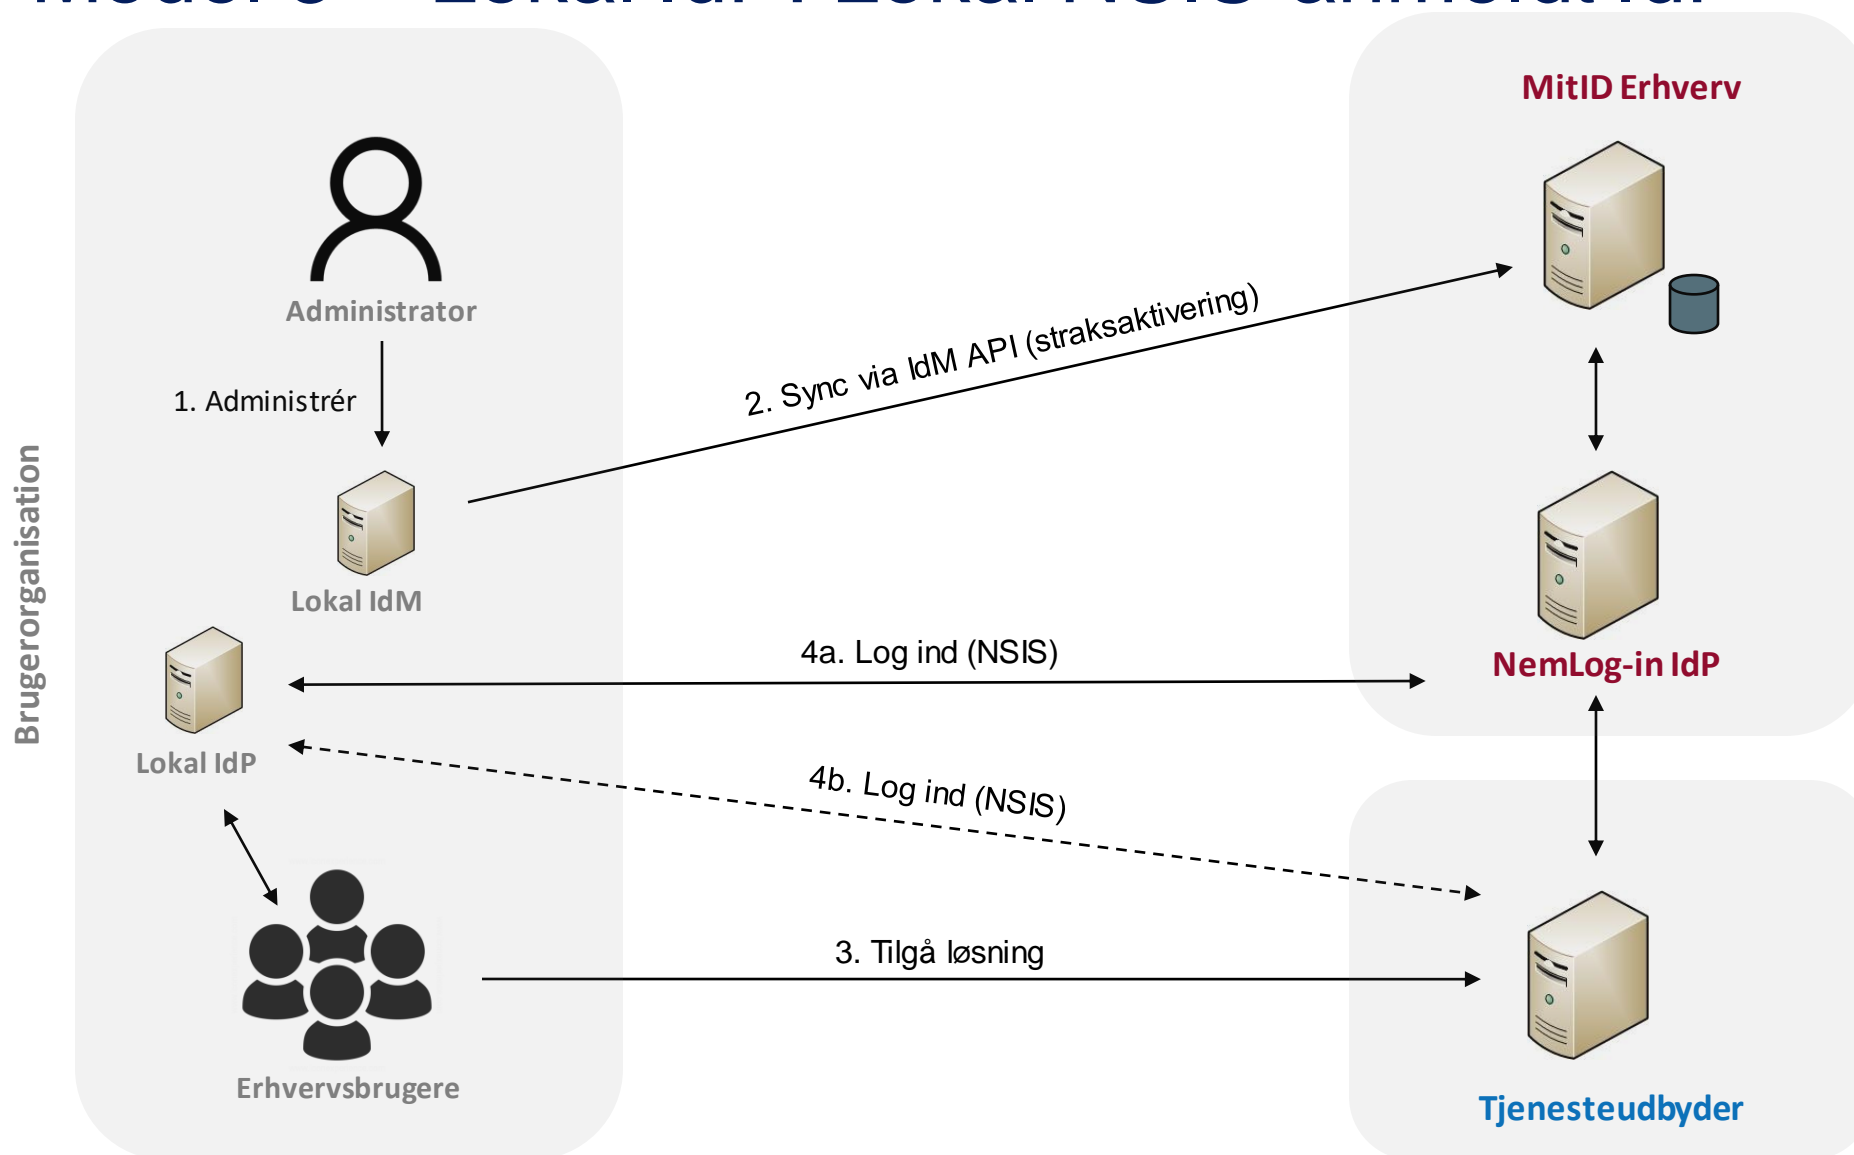 MitID Erhverv
Administrator
2. Sync via IdM API (straksaktivering)
1. Administrér
Brugerorganisation
Lokal IdM
4a. Log ind (NSIS)
NemLog-in IdP
Lokal IdP
4b. Log ind (NSIS)
3. Tilgå løsning
Erhvervsbrugere
Tjenesteudbyder